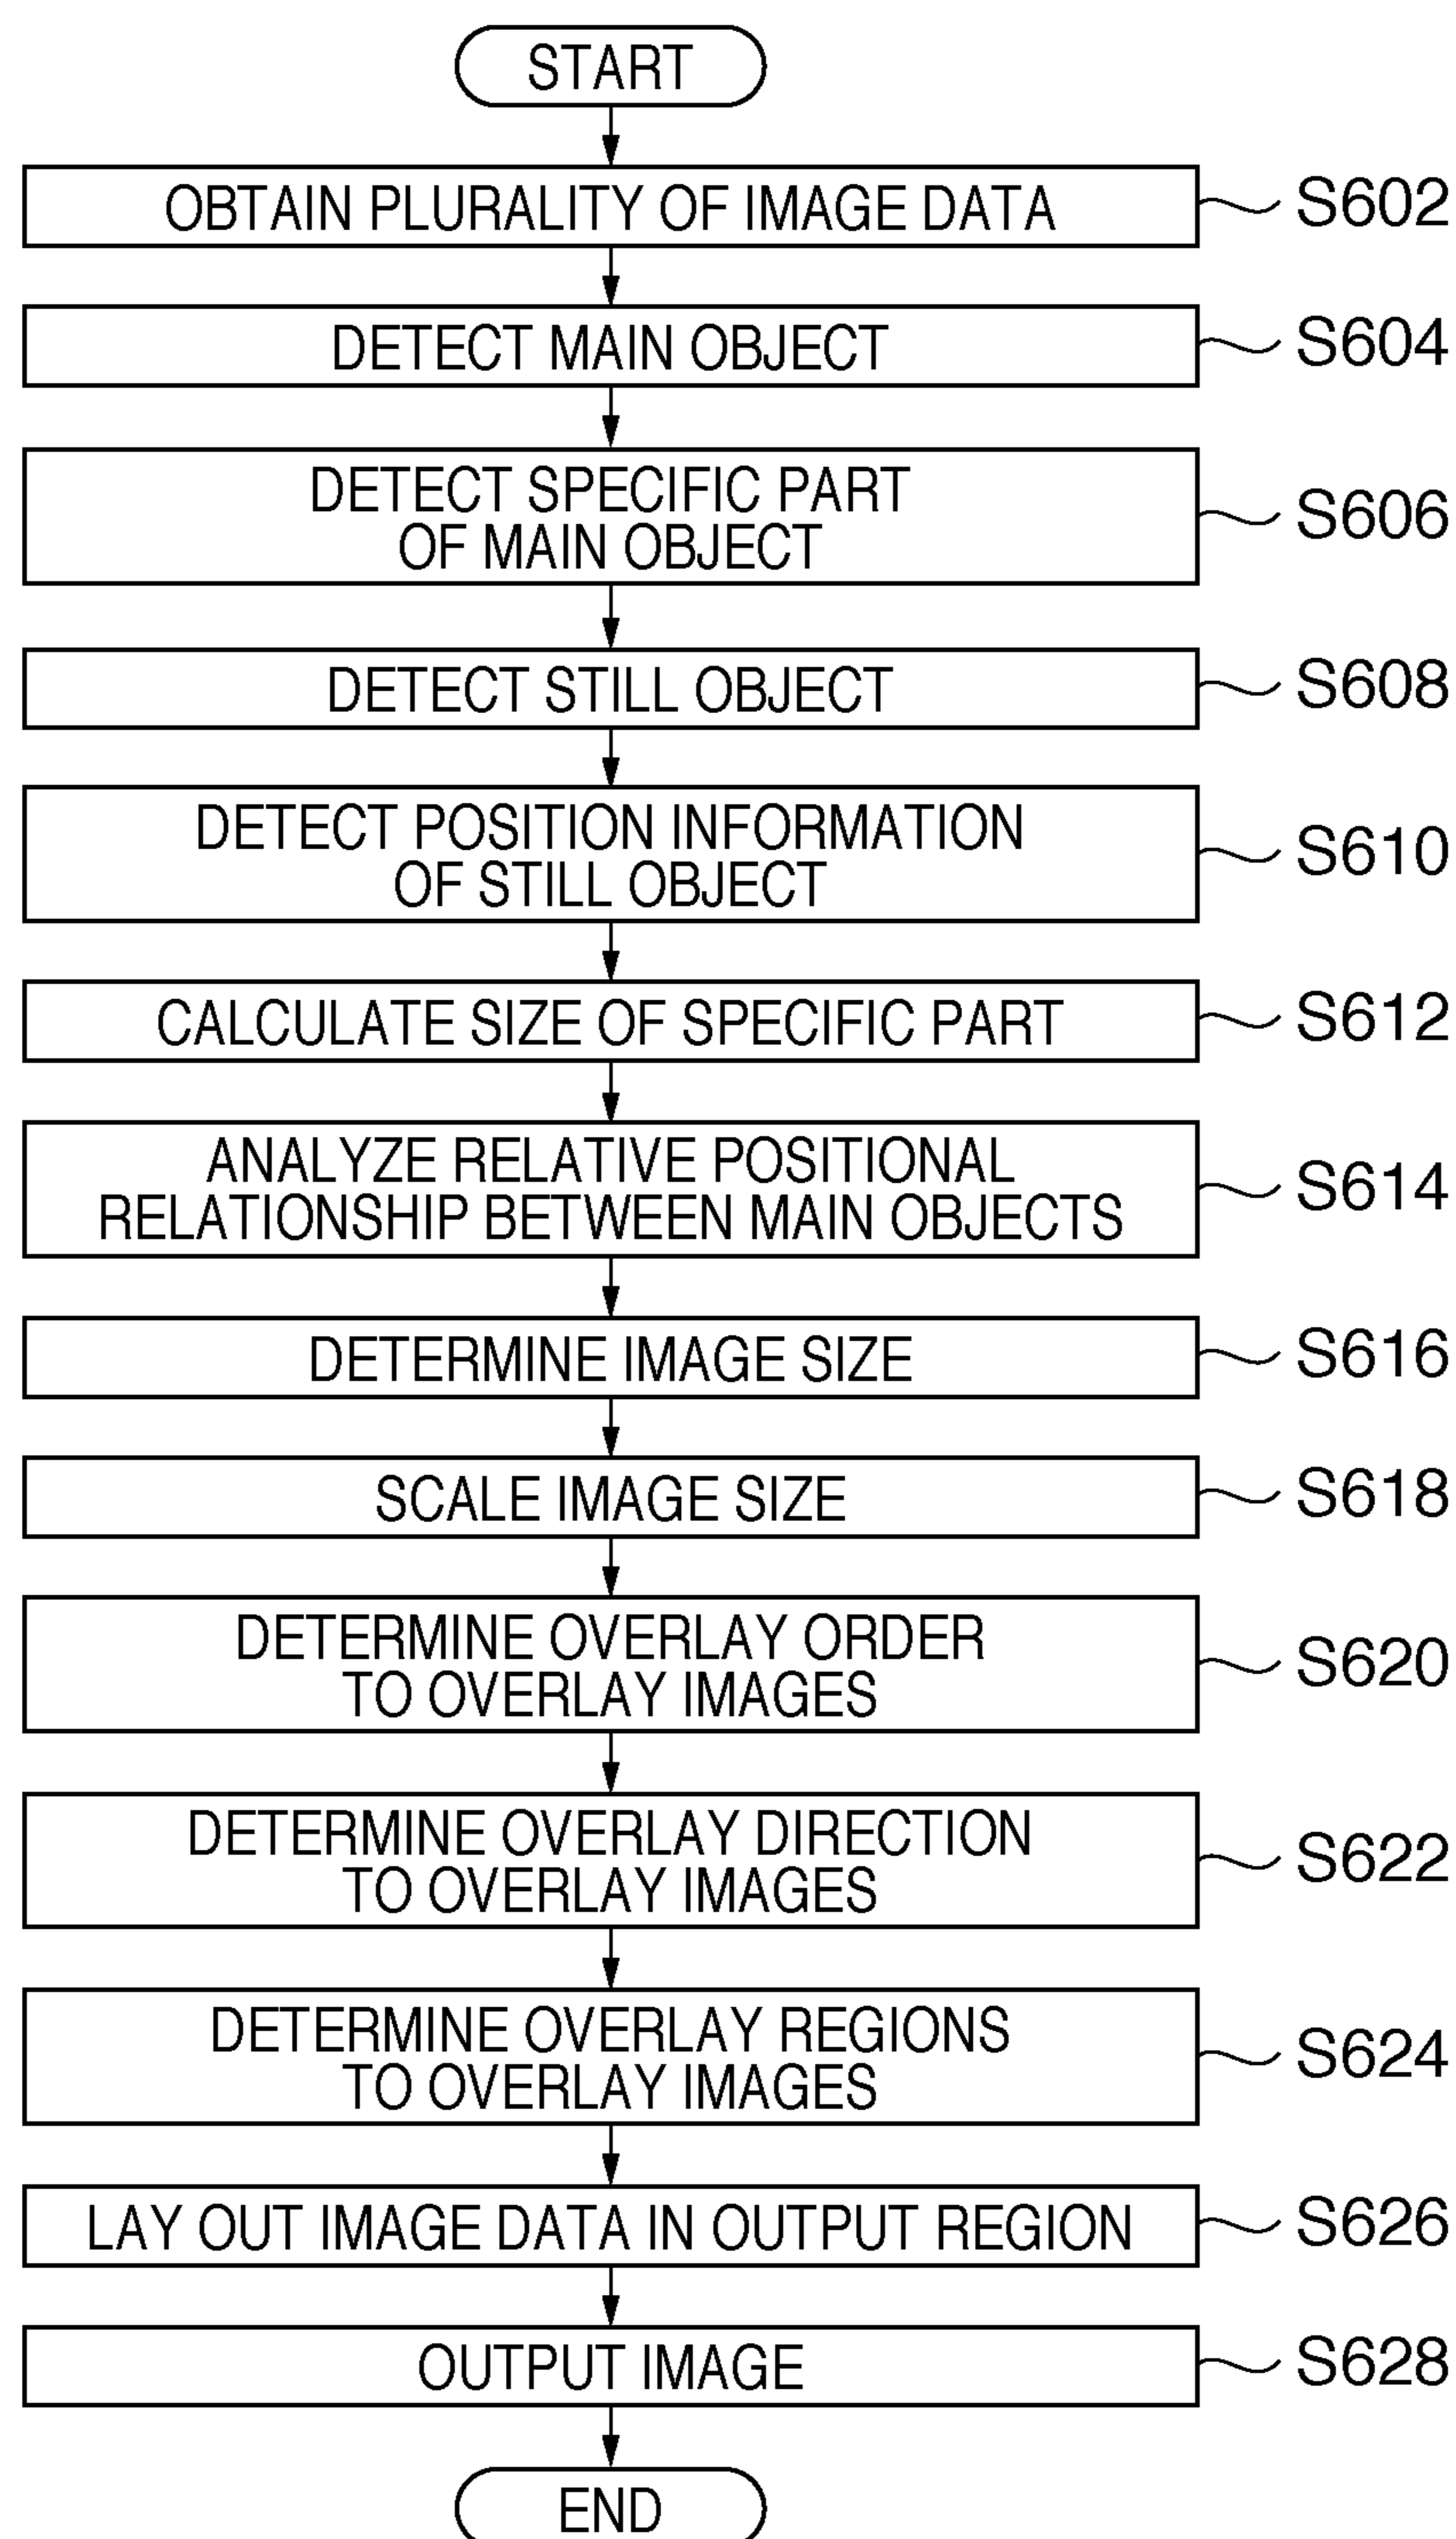 START
OBTAIN PLURALITY OF IMAGE DATA
S602
DETECT MAIN OBJECT
S604
DETECT SPECIFIC PART
OF MAIN OBJECT
S606
DETECT STILL OBJECT
S608
DETECT POSITION INFORMATION
OF STILL OBJECT
S610
CALCULATE SIZE OF SPECIFIC PART
S612
ANALYZE RELATIVE POSITIONAL
RELATIONSHIP BETWEEN MAIN OBJECTS
S614
DETERMINE IMAGE SIZE
S616
SCALE IMAGE SIZE
S618
DETERMINE OVERLAY ORDER
TO OVERLAY IMAGES
S620
DETERMINE OVERLAY DIRECTION
TO OVERLAY IMAGES
S622
DETERMINE OVERLAY REGIONS
TO OVERLAY IMAGES
S624
LAY OUT IMAGE DATA IN OUTPUT REGION
S626
OUTPUT IMAGE
S628
END